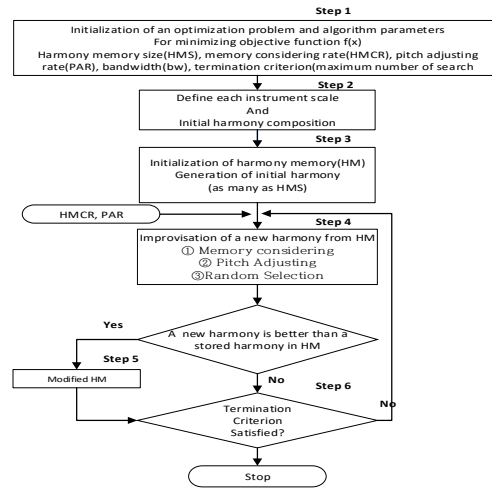 Step 1
Initialization of an optimization problem and algorithm parameters
For minimizing objective function f(x)
Harmony memory size(HMS), memory considering rate(HMCR), pitch adjusting
rate(PAR), bandwidth(bw), termination criterion(maximum number of search
Step 2
Define each instrument scale
And
Initial harmony composition
Step 3
Initialization of harmony memory(HM)
Generation of initial harmony
(as many as HMS)
HMCR, PAR
Step 4
Improvisation of a new harmony from HM
① Memory considering
② Pitch Adjusting
③Random Selection
Yes
A new harmony is better than a
stored harmony in HM
Step 5
Modified HM
No
Step 6
No
Termination
Criterion
Satisfied?
Stop